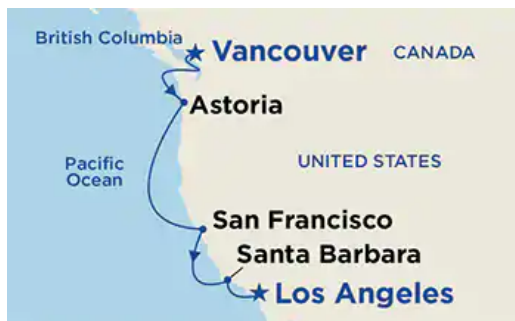 British Columbia
Vancouver
CANADA
Astoria
Pacific
Ocean
UNITED STATES
San Francisco
Santa Barbara
Los Angeles